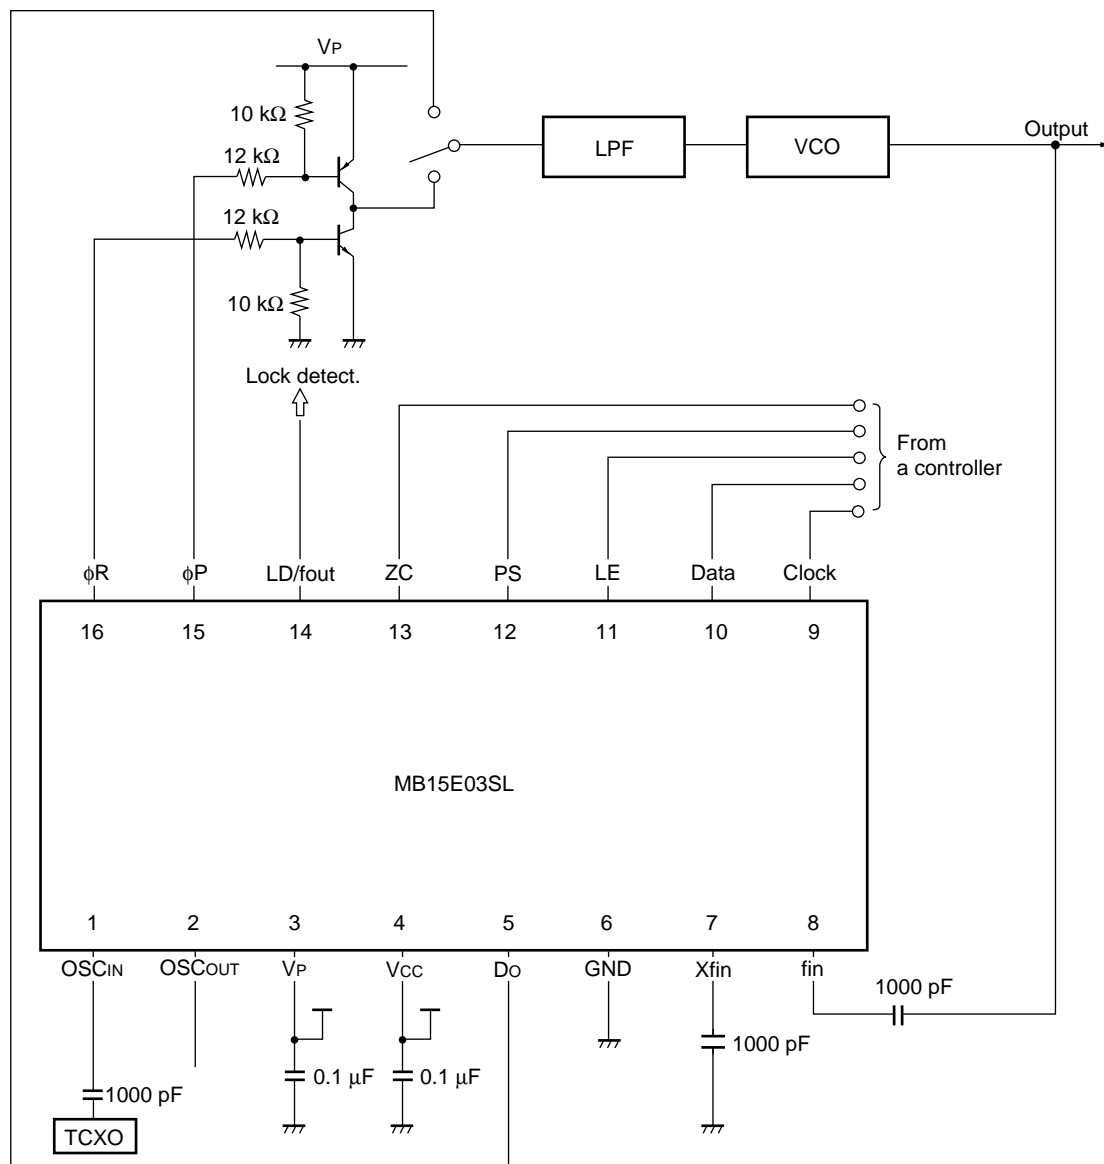 VP
10 kΩ
12 kΩ
12 kΩ
10 kΩ
LPF
VCO
Output
Lock detect.
From
a controller
ϕR ϕP LD/fout ZC PS LE Data Clock
16 15 14 13 12 11 10 9
MB15E03SL
1 2 3 4 5 6 7 8
OSCIN OSCOUT VP VCC DO GND Xfin fin
1000 pF
1000 pF
0.1 μF
0.1 μF
1000 pF
TCXO